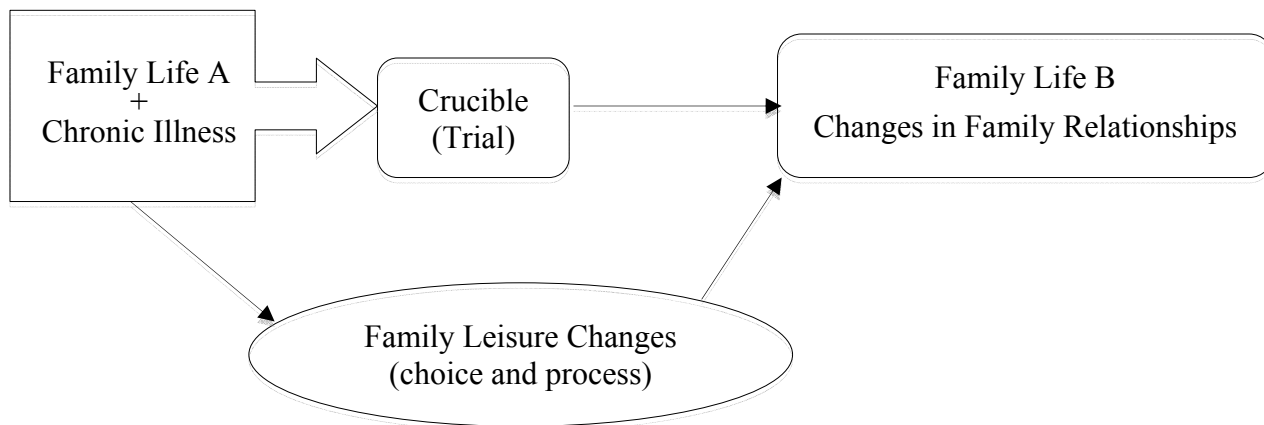 Family Life A
+
Chronic Illness
Crucible
(Trial)
Family Life B
Changes in Family Relationships
Family Leisure Changes
(choice and process)